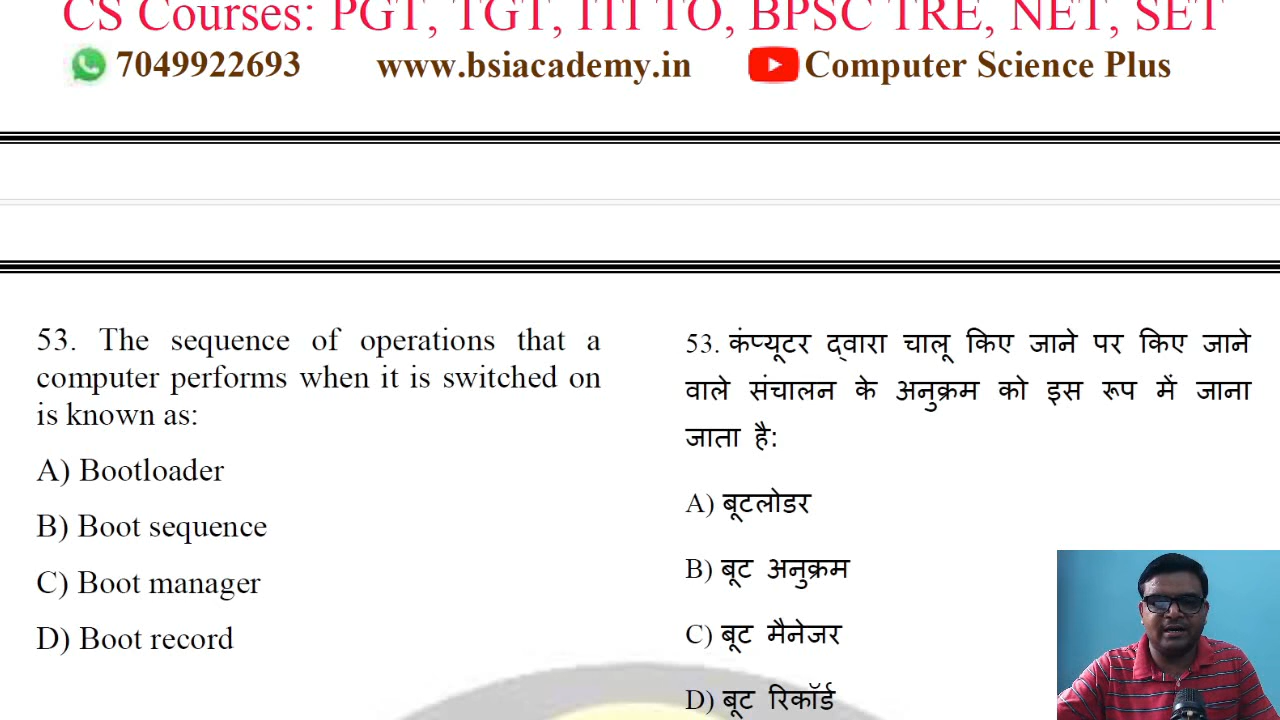 CS Courses: PGT, TGT, ITI TO, BPSC TRE, NET, SET
7049922693 www.bsiacademy.in Computer Science Plus
53. The sequence of operations that a
computer performs when it is switched on
is known as:
A) Bootloader
B) Boot sequence
C) Boot manager
D) Boot record
53. कंप्यूटर द्वारा चालू किए जाने पर किए जाने
वाले संचालन के अनुक्रम को इस रूप में जाना
जाता है:
A) बूटलोडर
B) बूट अनुक्रम
C) बूट मैनेजर
D) बूट रिकॉर्ड